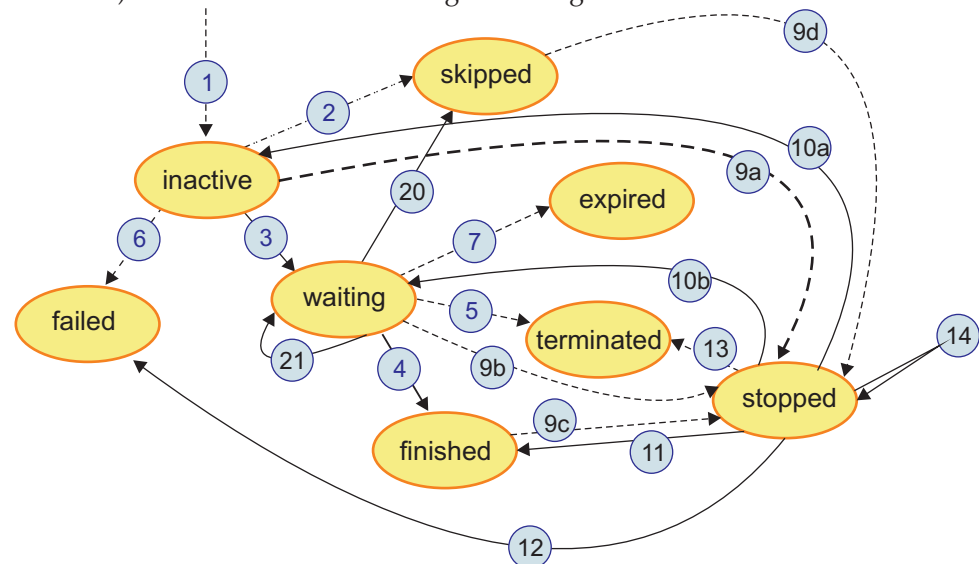 9d
skipped
1
2
10a
9a
inactive
20
expired
6
3
7
10b
waiting
5
failed
terminated
13
14
21
4
9b
stopped
9c
finished
11
12